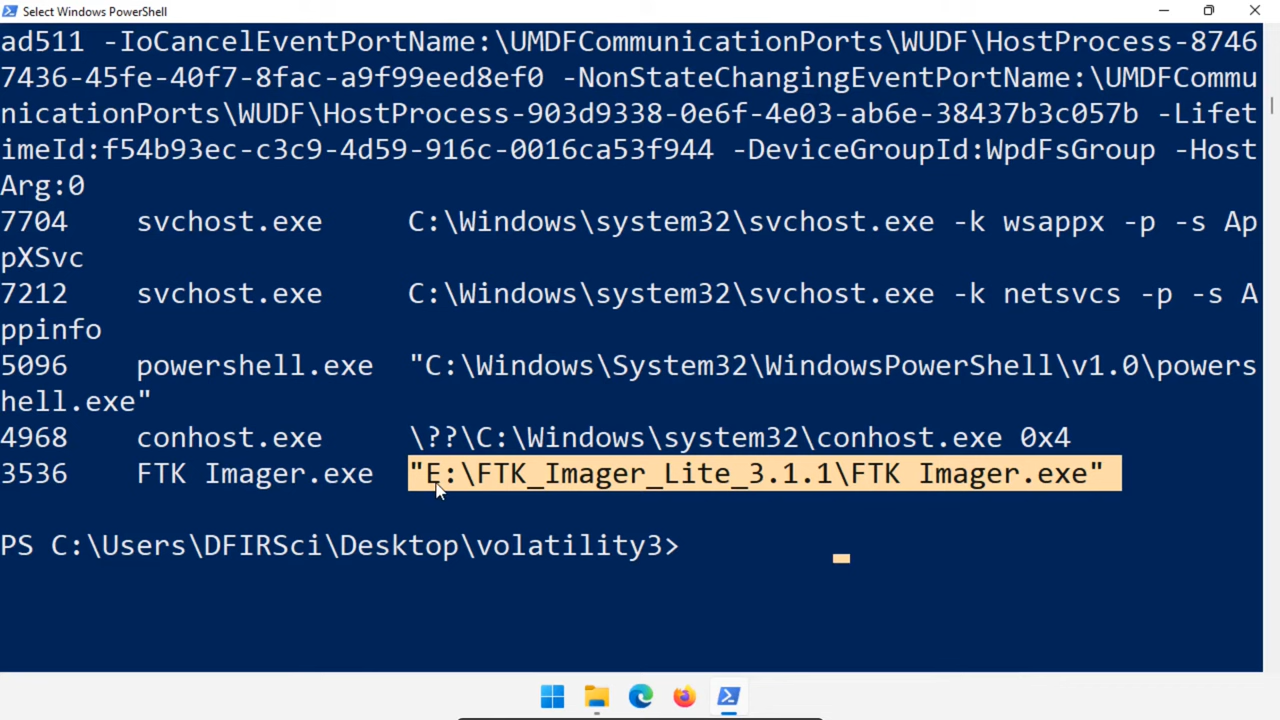 Select Windows PowerShell
ad511 -IoCancelEventPortName:\UMDFCommunicationPorts\WUDF\HostProcess-8746
7436-45fe-40f7-8fac-a9f99eed8ef0 -NonStateChangingEventPortName:\UMDFCommu
nicationPorts\WUDF\HostProcess-903d9338-0e6f-4e03-ab6e-38437b3c057b -Lifet
imeId:f54b93ec-c3c9-4d59-916c-0016ca53f944 -DeviceGroupId:WpdFsGroup -Host
Arg:0
7704    svchost.exe     C:\Windows\system32\svchost.exe -k wsappx -p -s Ap
pXSvc
7212    svchost.exe     C:\Windows\system32\svchost.exe -k netsvcs -p -s A
ppinfo
5096    powershell.exe  "C:\Windows\System32\WindowsPowerShell\v1.0\powers
hell.exe"
4968    conhost.exe     \??\C:\Windows\system32\conhost.exe 0x4
3536    FTK Imager.exe  "E:\FTK_Imager_Lite_3.1.1\FTK Imager.exe"
PS C:\Users\DFIRSci\Desktop\volatility3>